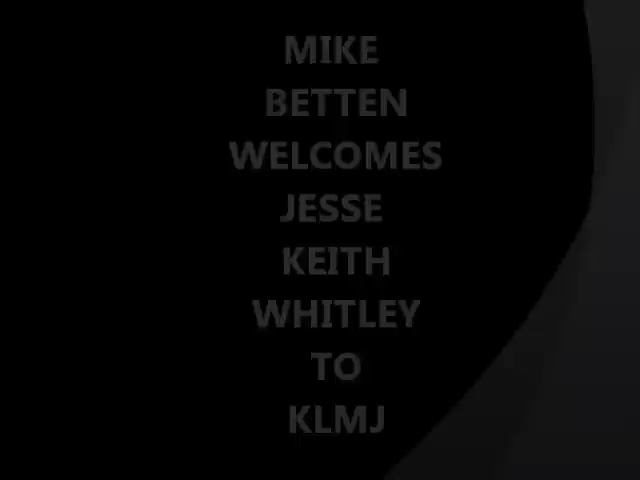 MIKE
BETTEN
WELCOMES
JESSE
KEITH
WHITLEY
TO
KLMJ